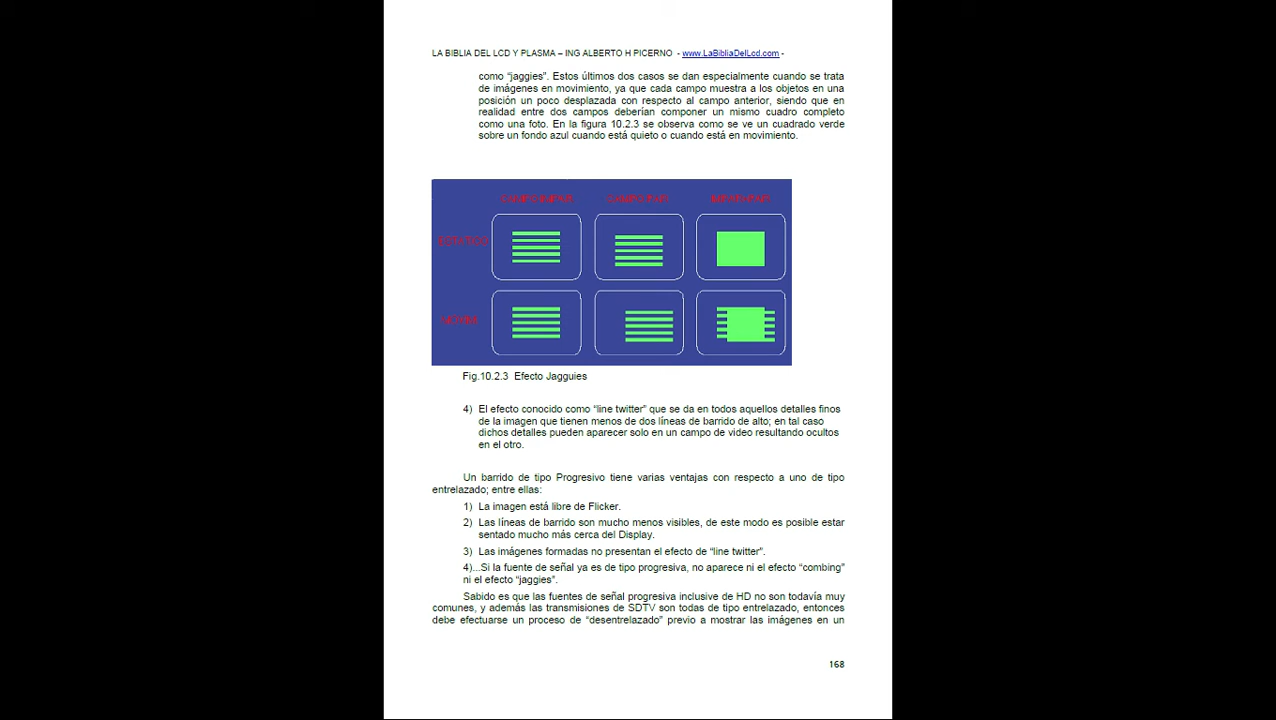 LA BIBLIA DEL LCD Y PLASMA – ING ALBERTO H PICERNO - www.LaBibliaDelLcd.com -
como “jaggies”. Estos últimos dos casos se dan especialmente cuando se trata
de imágenes en movimiento, ya que cada campo muestra a los objetos en una
posición un poco desplazada con respecto al campo anterior, siendo que en
realidad entre dos campos deberían componer un mismo cuadro completo
como una foto. En la figura 10.2.3 se observa como se ve un cuadrado verde
sobre un fondo azul cuando está quieto o cuando está en movimiento.
Fig.10.2.3 Efecto Jagguies
4) El efecto conocido como “line twitter” que se da en todos aquellos detalles finos
de la imagen que tienen menos de dos líneas de barrido de alto; en tal caso
dichos detalles pueden aparecer solo en un campo de video resultando ocultos
en el otro.
Un barrido de tipo Progresivo tiene varias ventajas con respecto a uno de tipo
entrelazado; entre ellas:
1) La imagen está libre de Flicker.
2) Las líneas de barrido son mucho menos visibles, de este modo es posible estar
sentado mucho más cerca del Display.
3) Las imágenes formadas no presentan el efecto de “line twitter”.
4)...Si la fuente de señal ya es de tipo progresiva, no aparece ni el efecto “combing”
ni el efecto “jaggies”.
Sabido es que las fuentes de señal progresiva inclusive de HD no son todavía muy
comunes, y además las transmisiones de SDTV son todas de tipo entrelazado, entonces
debe efectuarse un proceso de “desentrelazado” previo a mostrar las imágenes en un
168